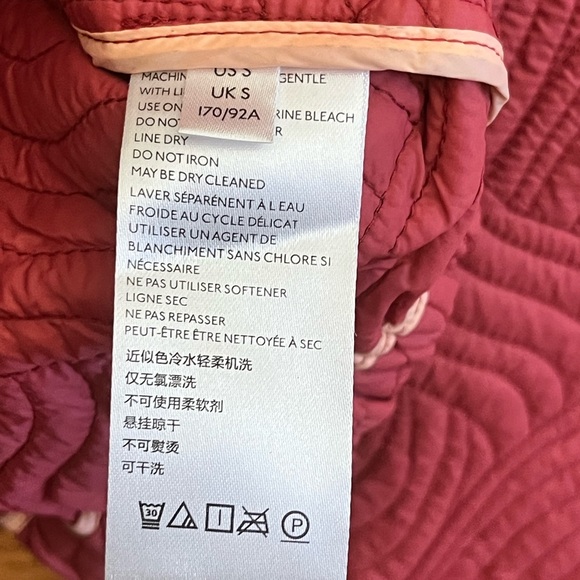 US S
UK S
170/92A
MACHIN GENTLE
WITH LI
USE ON RINE BLEACH
DO NOT R
LINE DRY
DO NOT IRON
MAY BE DRY CLEANED
LAVER SÉPARÉNENT À L EAU
FROIDE AU CYCLE DÉLICAT
UTILISER UN AGENT DE
BLANCHIMENT SANS CHLORE SI
NÉCESSAIRE
NE PAS UTILISER SOFTENER
LIGNE SEC
NE PAS REPASSER
PEUT-ÊTRE ÊTRE NETTOYÉE À SEC
近似色冷水轻柔机洗
仅无氯漂洗
不可使用柔软剂
悬挂晾干
不可熨烫
可干洗
30 P